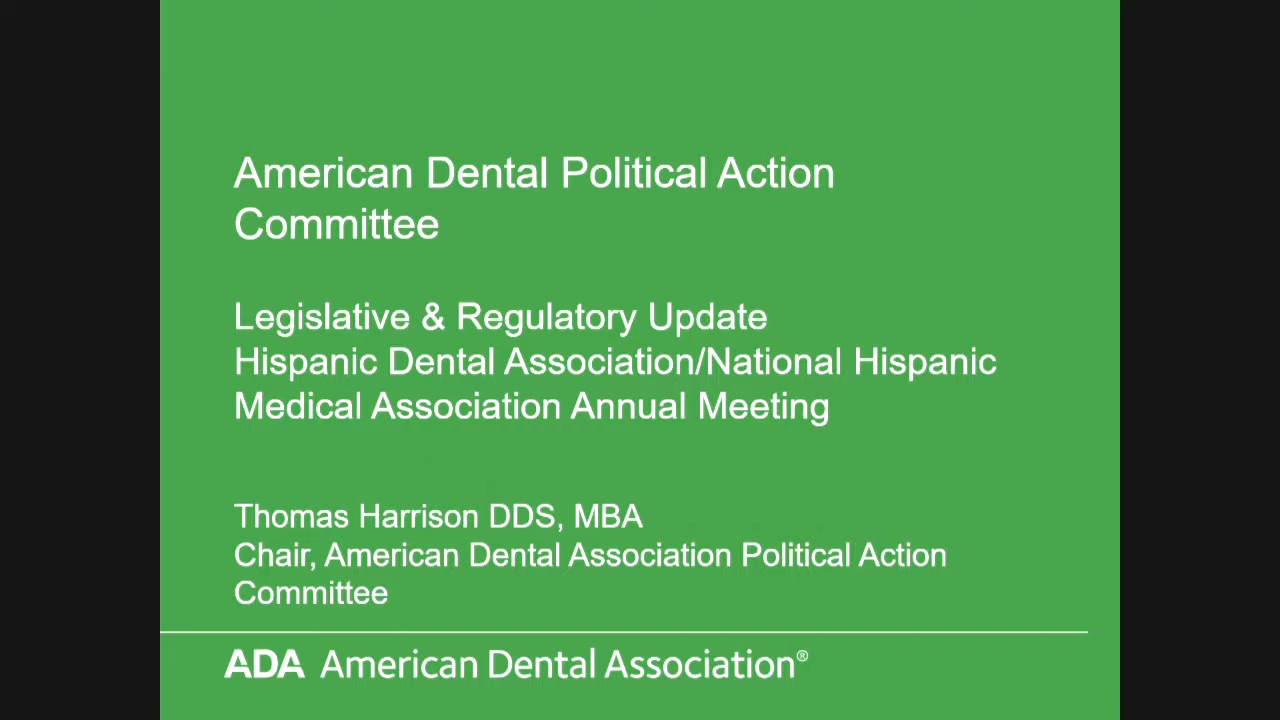 American Dental Political Action
Committee
Legislative & Regulatory Update
Hispanic Dental Association/National Hispanic
Medical Association Annual Meeting
Thomas Harrison DDS, MBA
Chair, American Dental Association Political Action
Committee
ADA American Dental Association®